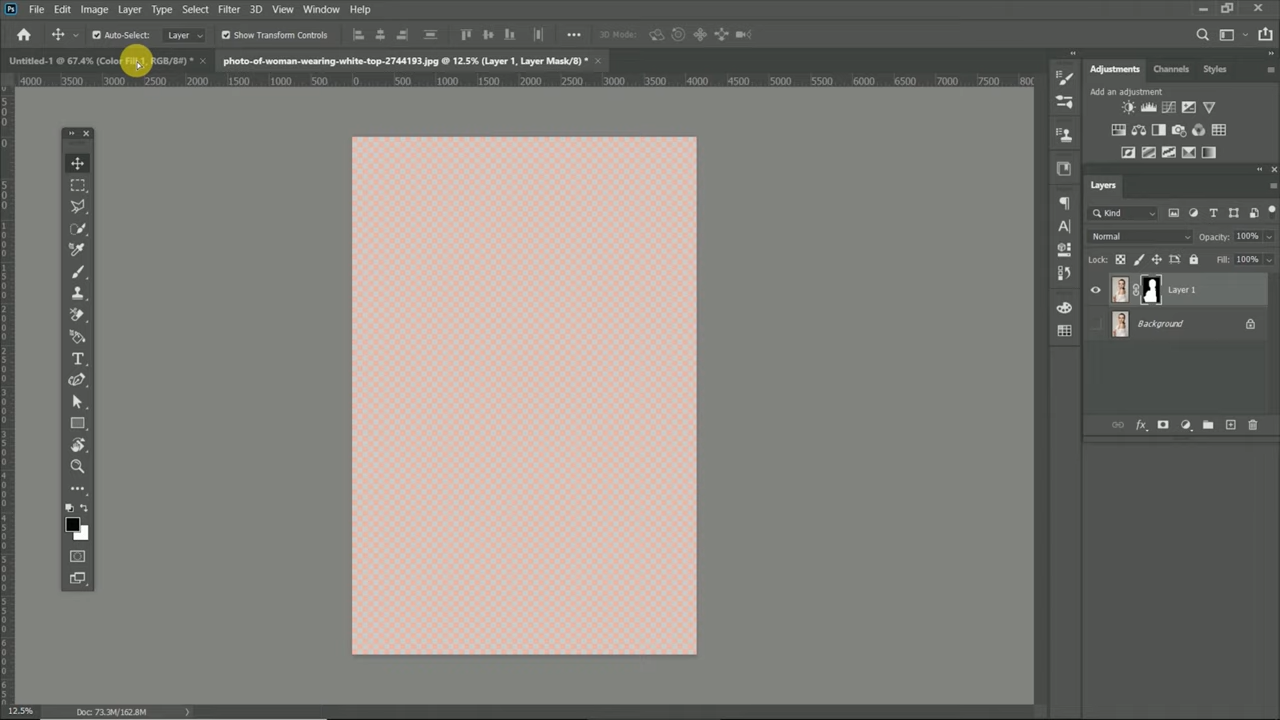 Ps File Edit Image Layer Type Select Filter 3D View Window Help
Auto-Select: Layer Show Transform Controls 3D Mode:
Untitled-1 @ 67.4% (Color Fill 1, RGB/8#) * × photo-of-woman-wearing-white-top-2744193.jpg @ 12.5% (Layer 1, Layer Mask/8) * ×
4000 3500 3000 2500 2000 1500 1000 500 0 500 1000 1500 2000 2500 3000 3500 4000 4500 5000 5500 6000 6500 7000 7500 800
Adjustments Channels Styles
Add an adjustment
Layers
Kind
Normal Opacity: 100%
Lock: Fill: 100%
Layer 1
Background
12.5% Doc: 73.3M/162.8M